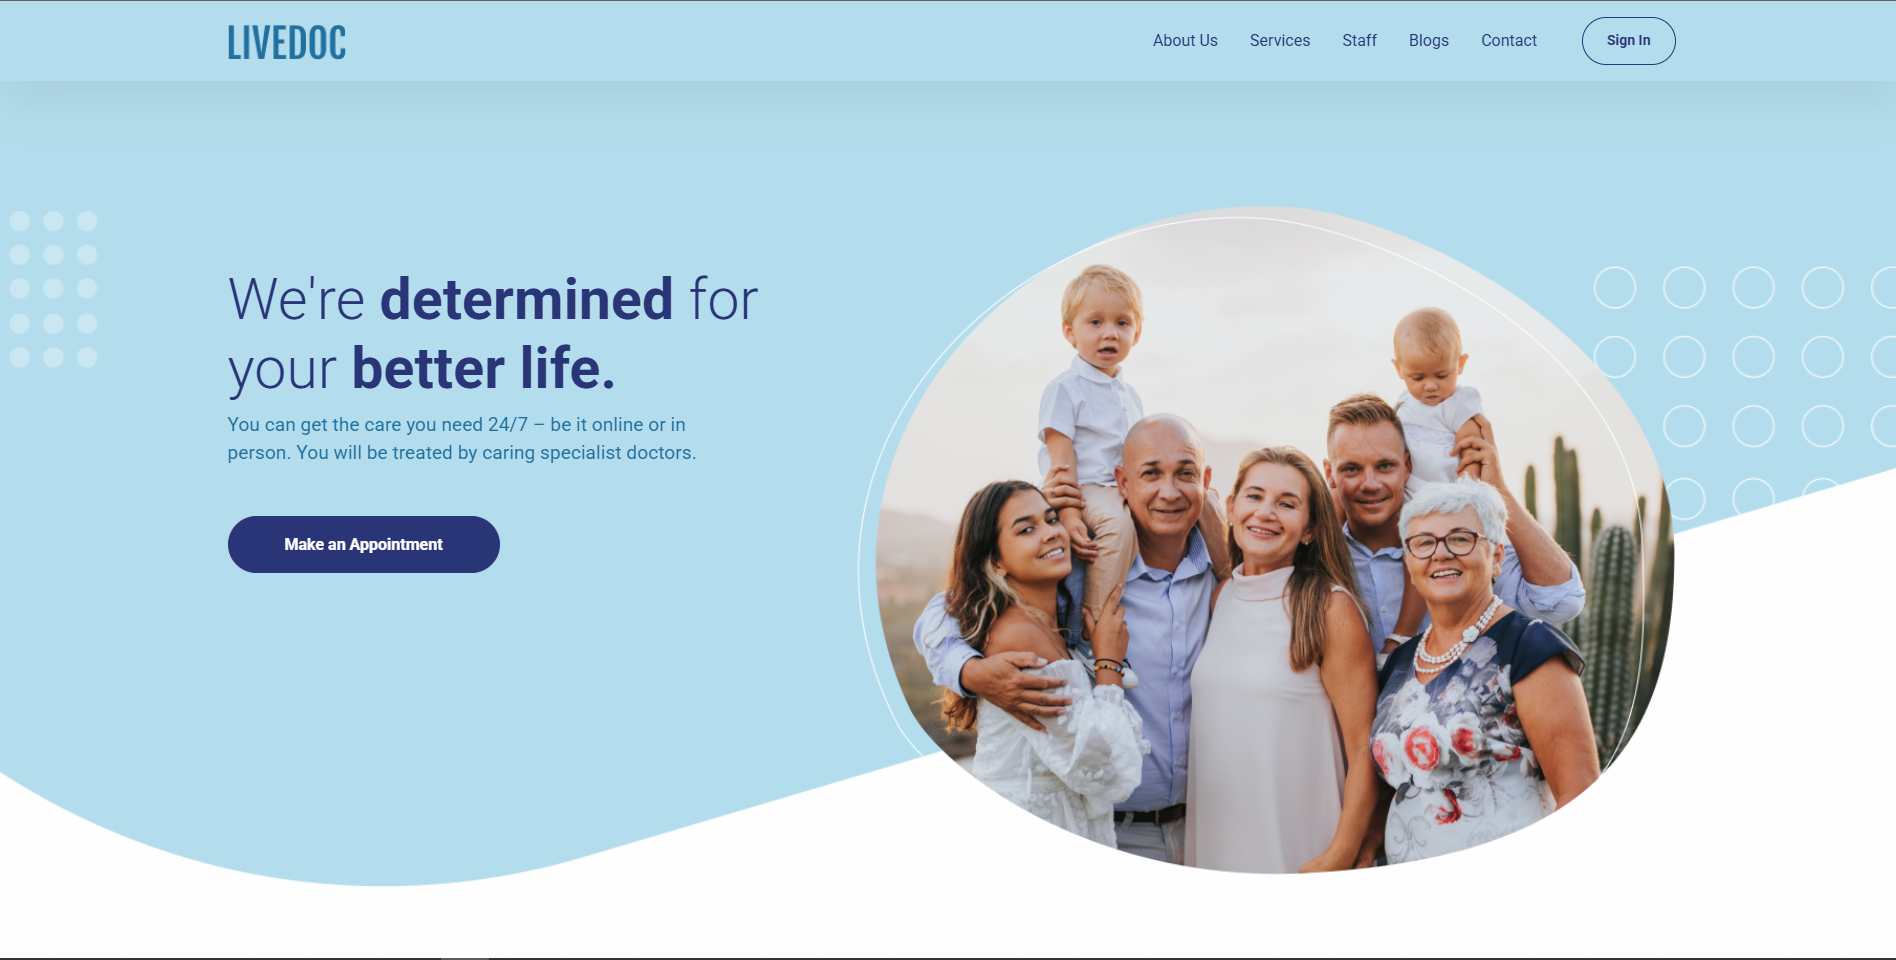 LIVEDOC
About Us
Services
Staff
Blogs
Contact
Sign In
We're determined for
your better life.
You can get the care you need 24/7 – be it online or in
person. You will be treated by caring specialist doctors.
Make an Appointment